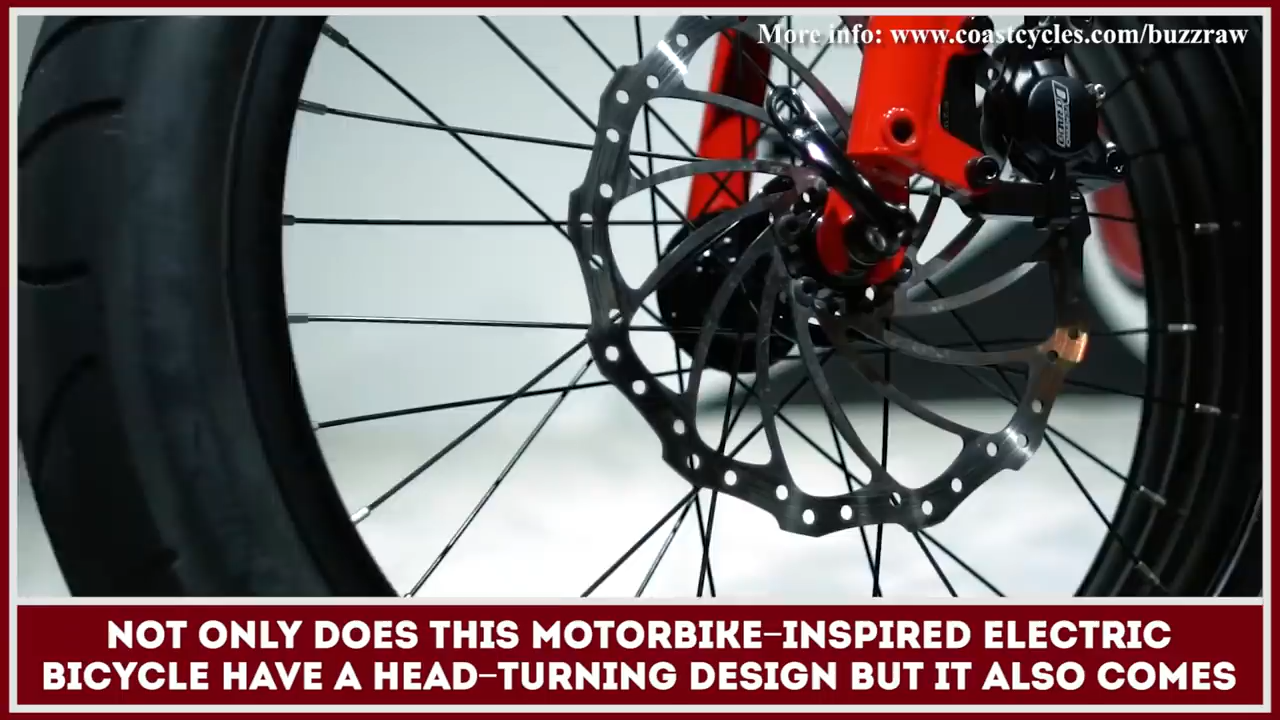 More info: www.coastcycles.com/buzzraw
NOT ONLY DOES THIS MOTORBIKE–INSPIRED ELECTRIC
BICYCLE HAVE A HEAD–TURNING DESIGN BUT IT ALSO COMES